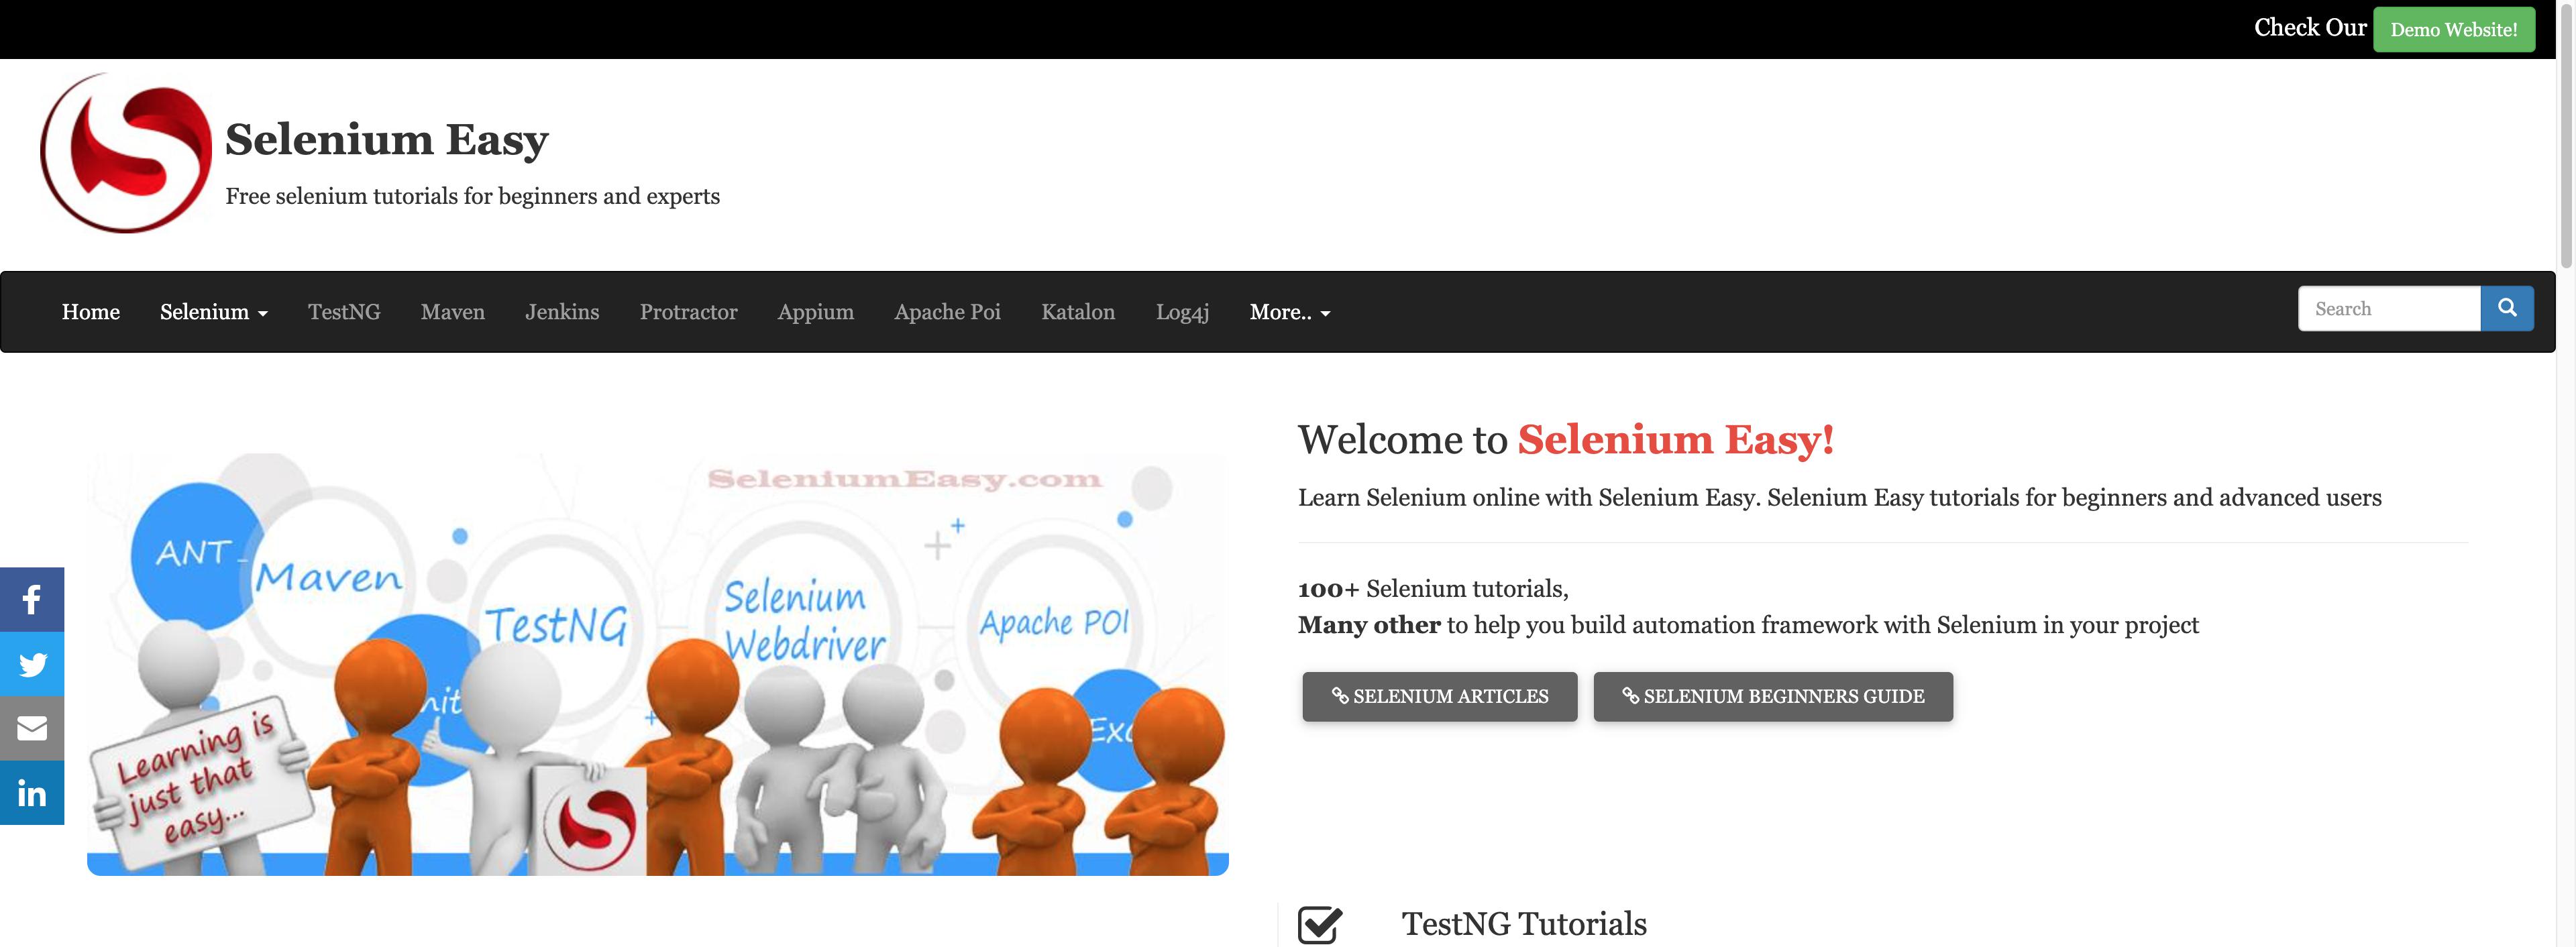 Check Our Demo Website!
Selenium Easy
Free selenium tutorials for beginners and experts
Home Selenium TestNG Maven Jenkins Protractor Appium Apache Poi Katalon Log4j More.. Search
SeleniumEasy.com
ANT
Maven
TestNG
Selenium
Webdriver
Apache POI
Learning is
just that
easy...
Welcome to Selenium Easy!
Learn Selenium online with Selenium Easy. Selenium Easy tutorials for beginners and advanced users
100+ Selenium tutorials,
Many other to help you build automation framework with Selenium in your project
SELENIUM ARTICLES SELENIUM BEGINNERS GUIDE
TestNG Tutorials